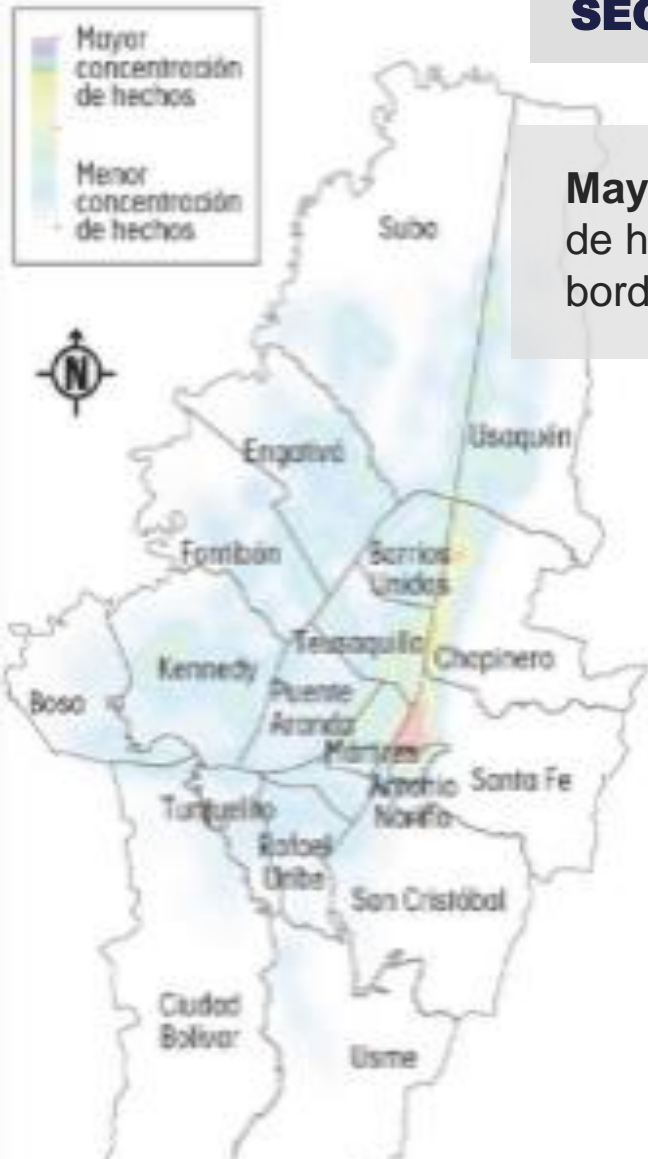 SEC
Mayor
concentración
de hechos
Menor
concentración
de hechos
May
de h
bord
N
Suba
Usaquén
Engativá
Fontibón
Barrios
Unidos
Teusaquillo
Chapinero
Kennedy
Puente
Aranda
Bosa
Mártires
Santa Fe
Antonio
Nariño
Tunjuelito
Rafael
Uribe
San Cristóbal
Ciudad
Bolívar
Usme